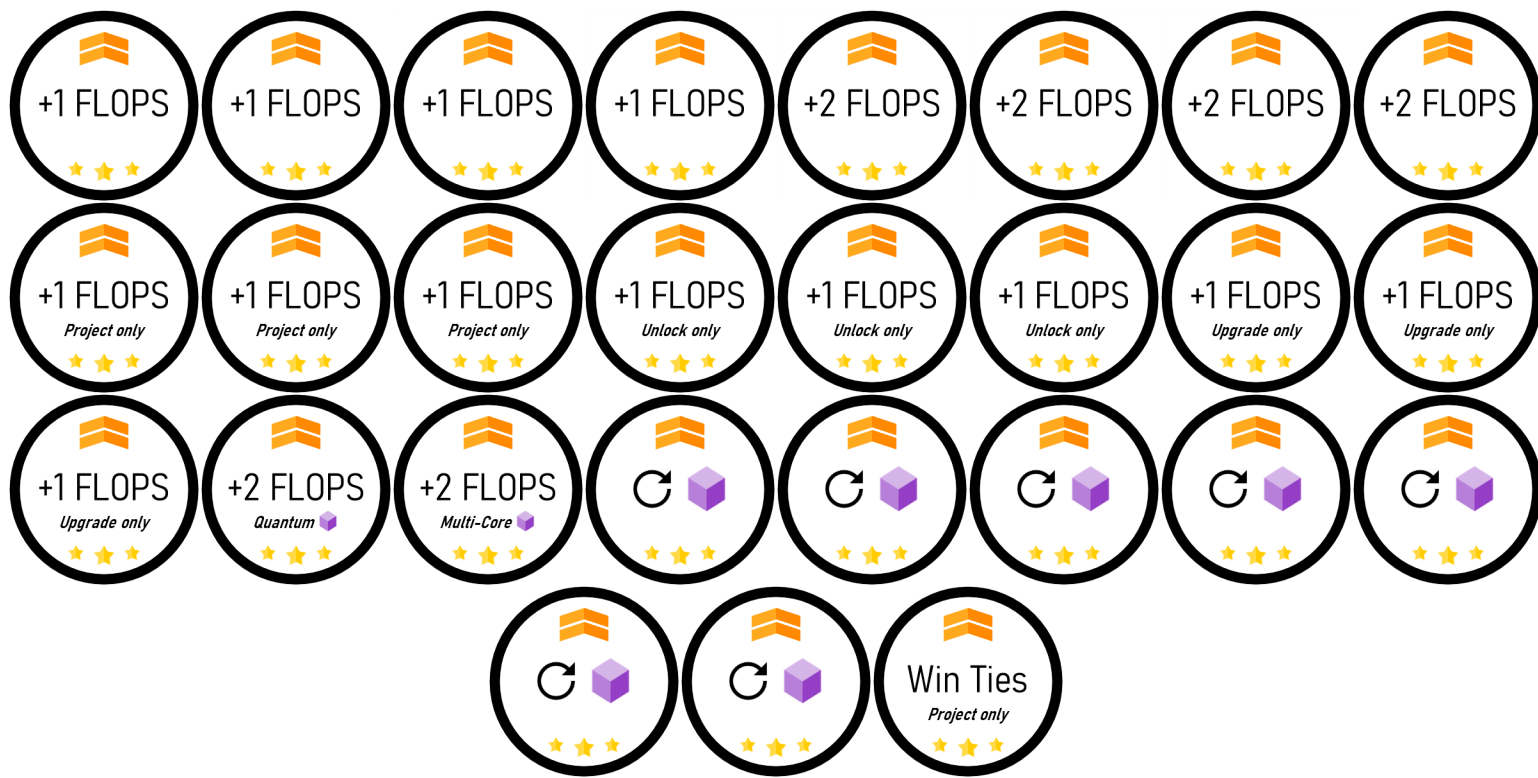 +1 FLOPS +1 FLOPS +1 FLOPS +1 FLOPS +2 FLOPS +2 FLOPS +2 FLOPS +2 FLOPS
+1 FLOPS +1 FLOPS +1 FLOPS +1 FLOPS +1 FLOPS +1 FLOPS +1 FLOPS +1 FLOPS
Project only Project only Project only Unlock only Unlock only Unlock only Upgrade only Upgrade only
+1 FLOPS +2 FLOPS +2 FLOPS
Upgrade only Quantum Multi-Core
Win Ties
Project only